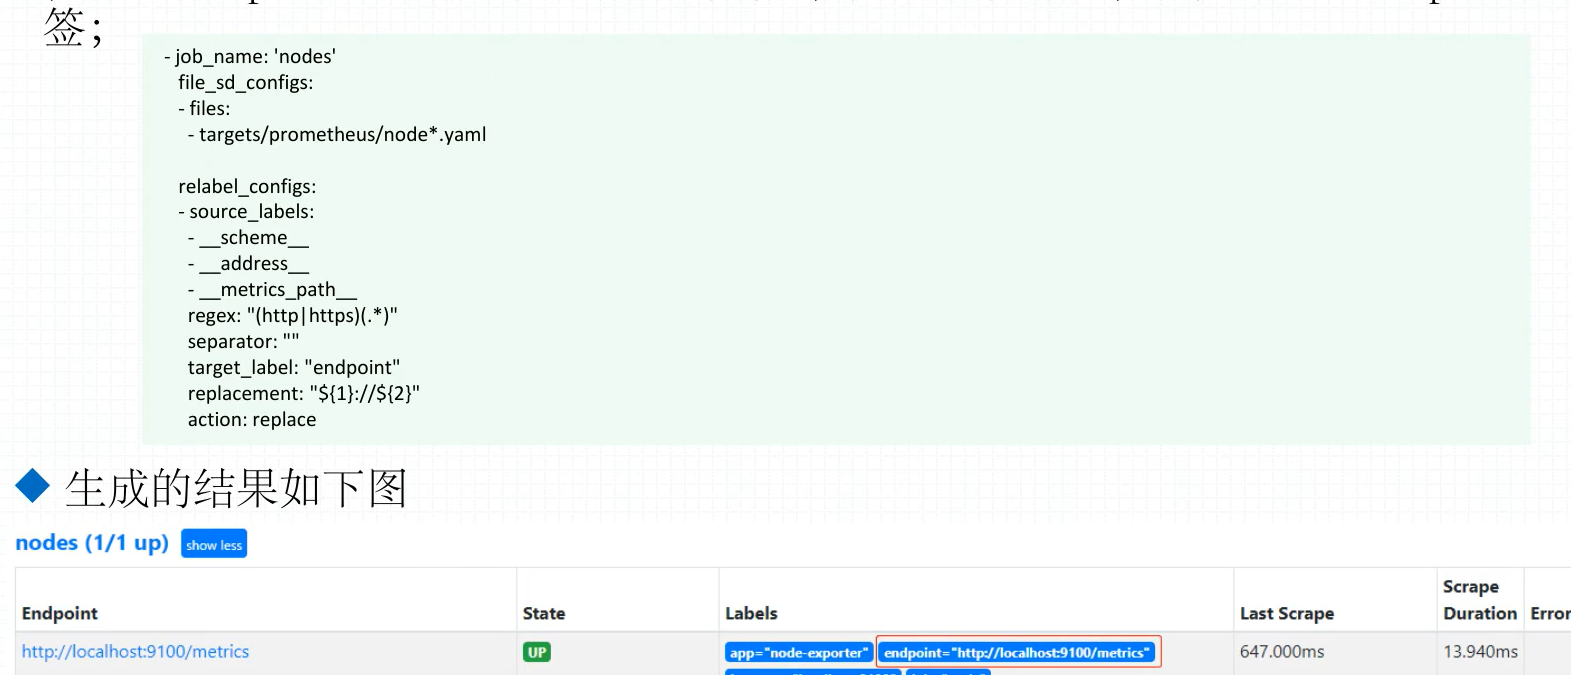 签；
- job_name: 'nodes'
file_sd_configs:
- files:
- targets/prometheus/node*.yaml
relabel_configs:
- source_labels:
- __scheme__
- __address__
- __metrics_path__
regex: "(http|https)(.*)"
separator: ""
target_label: "endpoint"
replacement: "${1}://${2}"
action: replace
生成的结果如下图
nodes (1/1 up) show less
Endpoint State Labels Last Scrape Scrape Duration Error
http://localhost:9100/metrics UP app="node-exporter" endpoint="http://localhost:9100/metrics" 647.000ms 13.940ms